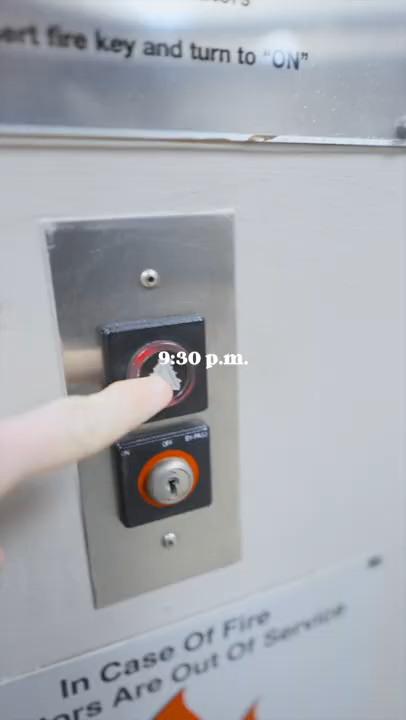 ert fire key and turn to "ON"
9:30 p.m.
ON OFF BY-PASS
In Case Of Fire
ors Are Out Of Service